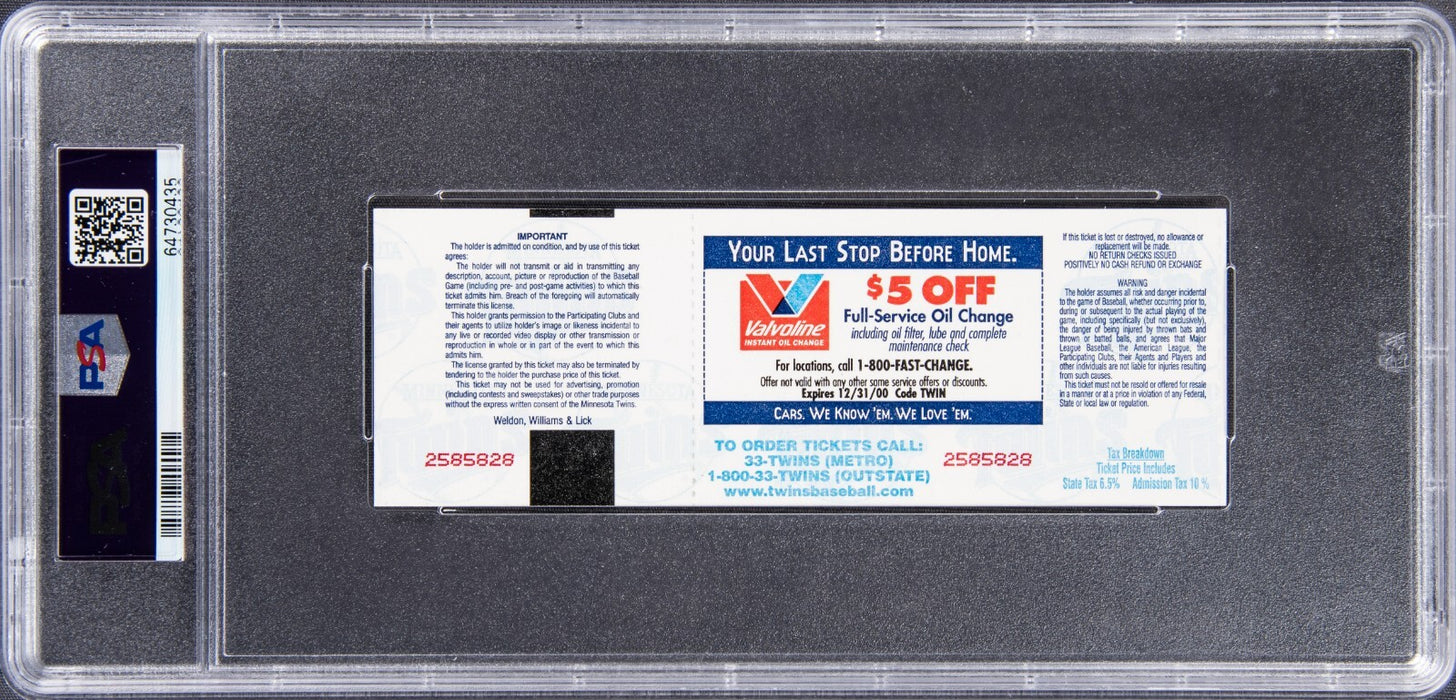 64730435
PSA
PSA
IMPORTANT
The holder is admitted on condition, and by use of this ticket
agrees:
The holder will not transmit or aid in transmitting any
description, account, picture or reproduction of the Baseball
Game (including pre- and post-game activities) to which this
ticket admits him. Breach of the foregoing will automatically
terminate this license.
This holder grants permission to the Participating Clubs and
their agents to utilize holder's image or likeness incidental to
any live or recorded video display or other transmission or
reproduction in whole or in part of the event to which this
admits him.
The license granted by this ticket may also be terminated by
tendering to the holder the purchase price of this ticket.
This ticket may not be used for advertising, promotion
(including contests and sweepstakes) or other trade purposes
without the express written consent of the Minnesota Twins.
Weldon, Williams & Lick
2585828
YOUR LAST STOP BEFORE HOME.
Valvoline
INSTANT OIL CHANGE
$5 OFF
Full-Service Oil Change
including oil filter, lube and complete
maintenance check
For locations, call 1-800-FAST-CHANGE.
Offer not valid with any other same service offers or discounts.
Expires 12/31/00 Code TWIN
CARS. WE KNOW 'EM. WE LOVE 'EM.
TO ORDER TICKETS CALL:
33-TWINS (METRO)
1-800-33-TWINS (OUTSTATE)
www.twinsbaseball.com
2585828
If this ticket is lost or destroyed, no allowance or
replacement will be made.
NO RETURN CHECKS ISSUED
POSITIVELY NO CASH REFUND OR EXCHANGE
WARNING
The holder assumes all risk and danger incidental
to the game of Baseball, whether occurring prior to,
during or subsequent to the actual playing of the
game, including specifically (but not exclusively),
the danger of being injured by thrown bats and
thrown or batted balls, and agrees that Major
League Baseball, the American League, the
Participating Clubs, their Agents and Players and
other individuals are not liable for injuries resulting
from such causes.
This ticket must not be resold or offered for resale
in a manner or at a price in violation of any Federal,
State or local law or regulation.
Tax Breakdown
Ticket Price Includes
State Tax 6.5% Admission Tax 10 %